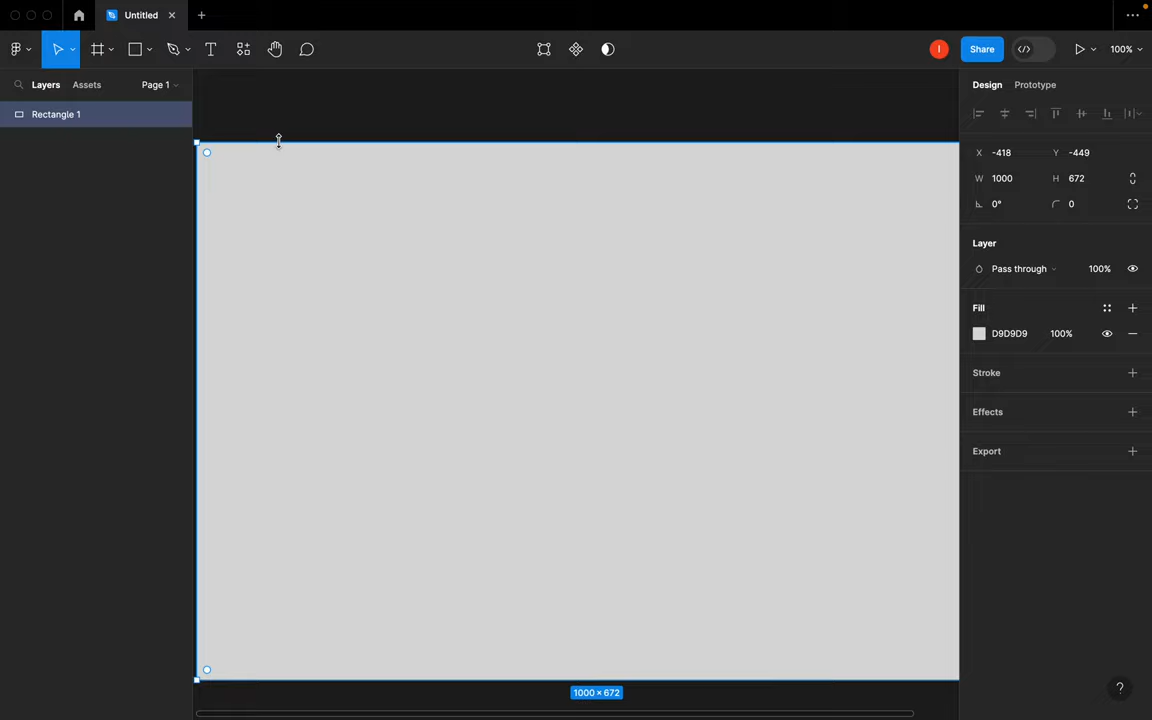 Untitled
I
Share
100%
Layers
Assets
Page 1
Design
Prototype
Rectangle 1
X -418
Y -449
W 1000
H 672
0°
0
Layer
Pass through
100%
Fill
D9D9D9
100%
Stroke
Effects
Export
1000 × 672
?